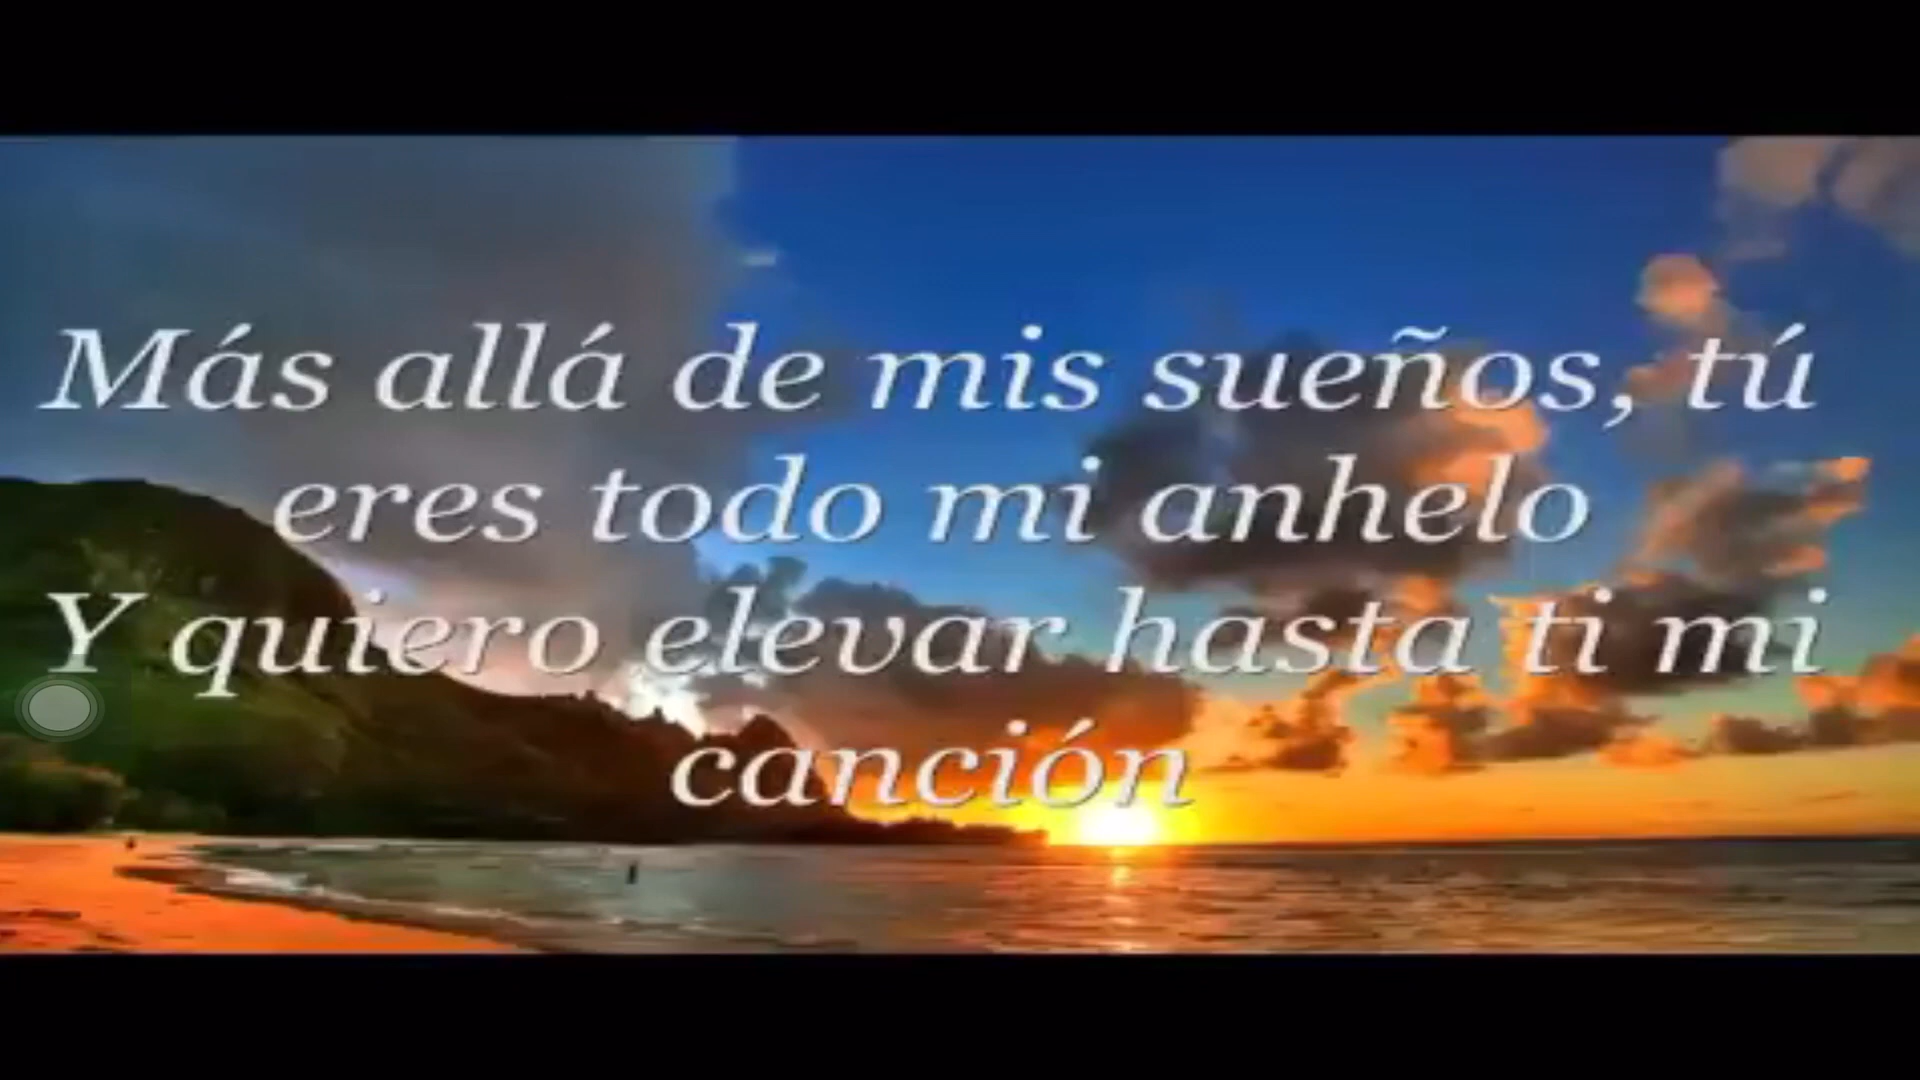 Más allá de mis sueños, tú
eres todo mi anhelo
Y quiero elevar hasta ti mi
canción